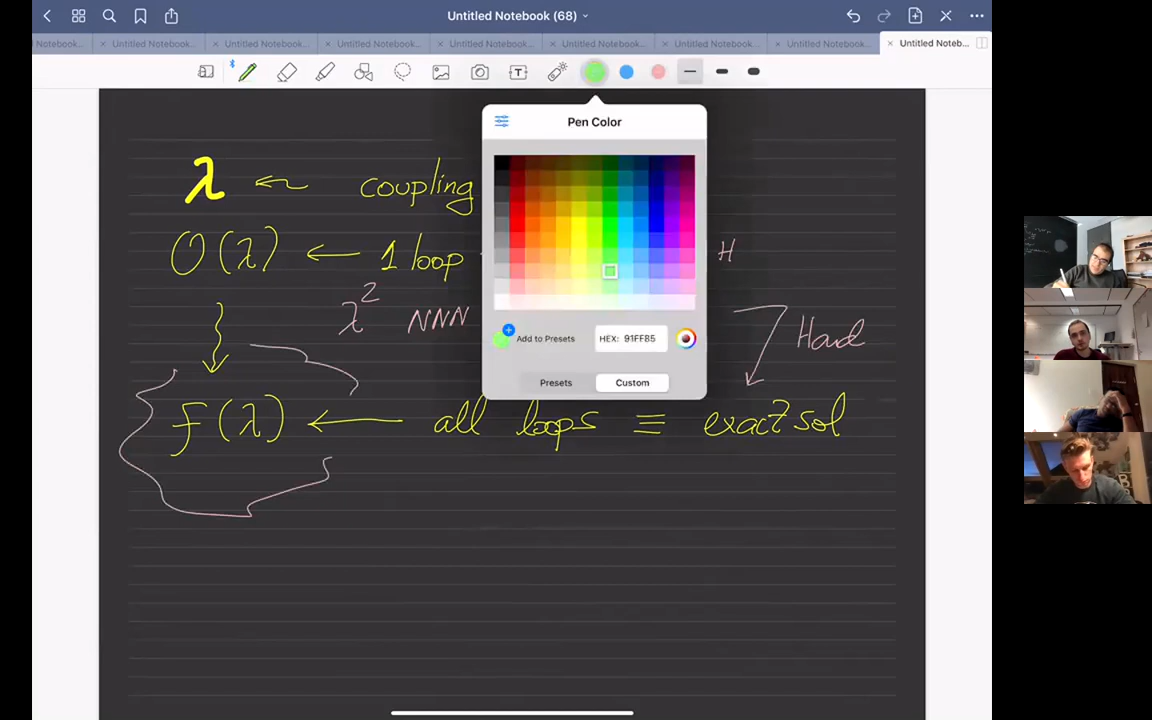 Untitled Notebook (68)
Notebook... Untitled Notebook... Untitled Notebook... Untitled Notebook... Untitled Notebook... Untitled Notebook... Untitled Notebook... Untitled Notebook... Untitled Noteb...
T
Pen Color
λ ← coupling
O(λ) ← 1 loop H
λ² NNN Hard
Add to Presets HEX: 91FF85
Presets Custom
f(λ) ← all loops ≡ exact sol